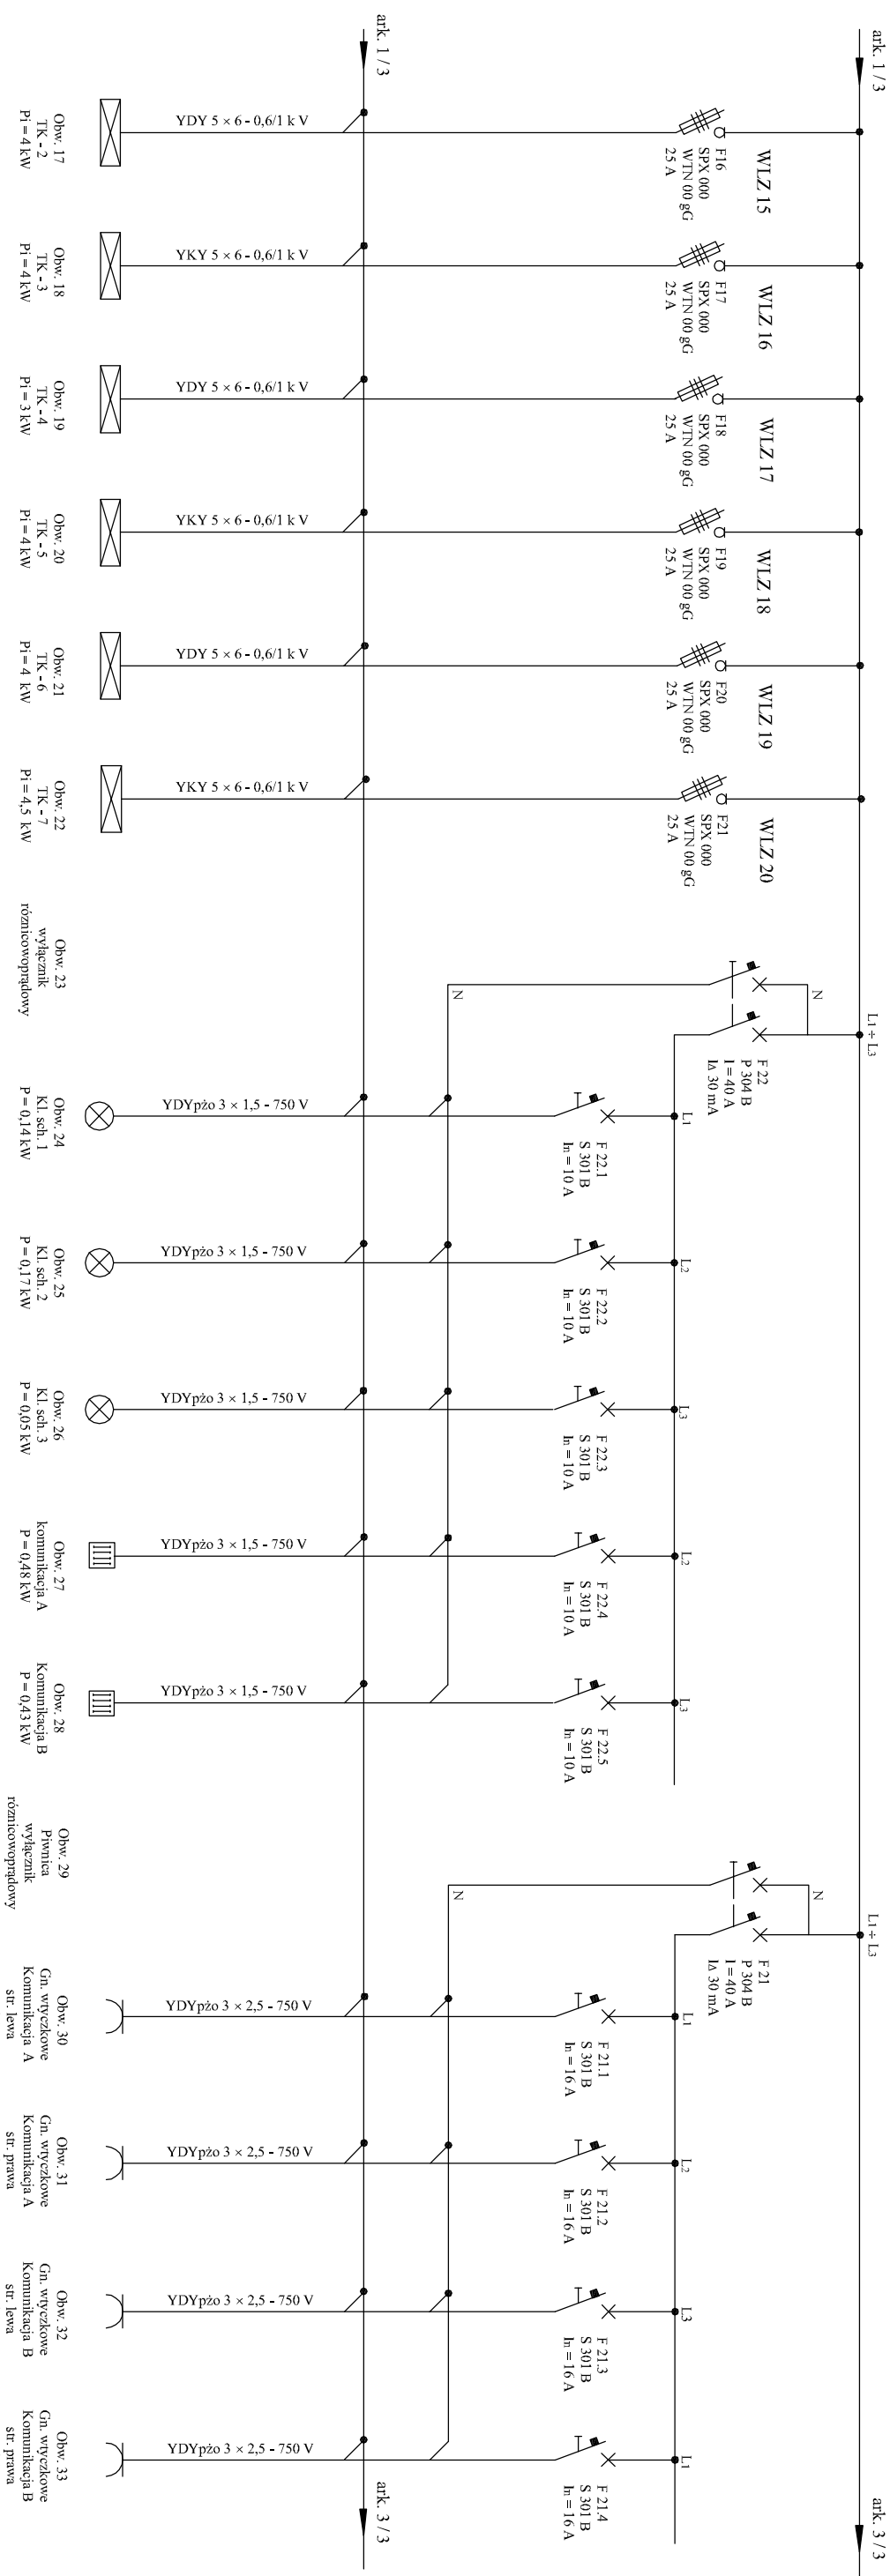 ark. 1 / 3
ark. 3 / 3
WLZ 15
F16
SPX 000
WTN 00 gG
25 A
WLZ 16
F17
SPX 000
WTN 00 gG
25 A
WLZ 17
F18
SPX 000
WTN 00 gG
25 A
WLZ 18
F19
SPX 000
WTN 00 gG
25 A
WLZ 19
F20
SPX 000
WTN 00 gG
25 A
WLZ 20
F21
SPX 000
WTN 00 gG
25 A
L1 ÷ L3
N
F 22
P 304 B
I = 40 A
IΔ 30 mA
L1
L2
L3
L2
L3
F 22.1
S 301 B
In = 10 A
F 22.2
S 301 B
In = 10 A
F 22.3
S 301 B
In = 10 A
F 22.4
S 301 B
In = 10 A
F 22.5
S 301 B
In = 10 A
N
L1 ÷ L3
N
F 21
P 304 B
I = 40 A
IΔ 30 mA
L1
L2
L3
L1
F 21.1
S 301 B
In = 16 A
F 21.2
S 301 B
In = 16 A
F 21.3
S 301 B
In = 16 A
F 21.4
S 301 B
In = 16 A
N
ark. 1 / 3
ark. 3 / 3
YDY 5 × 6 - 0,6/1 k V
YKY 5 × 6 - 0,6/1 k V
YDY 5 × 6 - 0,6/1 k V
YKY 5 × 6 - 0,6/1 k V
YDY 5 × 6 - 0,6/1 k V
YKY 5 × 6 - 0,6/1 k V
YDYpżo 3 × 1,5 - 750 V
YDYpżo 3 × 1,5 - 750 V
YDYpżo 3 × 1,5 - 750 V
YDYpżo 3 × 1,5 - 750 V
YDYpżo 3 × 1,5 - 750 V
YDYpżo 3 × 2,5 - 750 V
YDYpżo 3 × 2,5 - 750 V
YDYpżo 3 × 2,5 - 750 V
YDYpżo 3 × 2,5 - 750 V
Obw. 17
TK - 2
Pi = 4 kW
Obw. 18
TK - 3
Pi = 4 kW
Obw. 19
TK - 4
Pi = 3 kW
Obw. 20
TK - 5
Pi = 4 kW
Obw. 21
TK - 6
Pi = 4 kW
Obw. 22
TK - 7
Pi = 4,5 kW
Obw. 23
wyłącznik
róznicowoprądowy
Obw. 24
Kl. sch. 1
P = 0,14 kW
Obw. 25
Kl. sch. 2
P = 0,17 kW
Obw. 26
Kl. sch. 3
P = 0,05 kW
Obw. 27
komunikacja A
P = 0,48 kW
Obw. 28
Komunikacja B
P = 0,43 kW
Obw. 29
Piwnica
wyłącznik
róznicowoprądowy
Obw. 30
Gn. wtyczkowe
Komunikacja A
str. lewa
Obw. 31
Gn. wtyczkowe
Komunikacja A
str. prawa
Obw. 32
Gn. wtyczkowe
Komunikacja B
str. lewa
Obw. 33
Gn. wtyczkowe
Komunikacja B
str. prawa